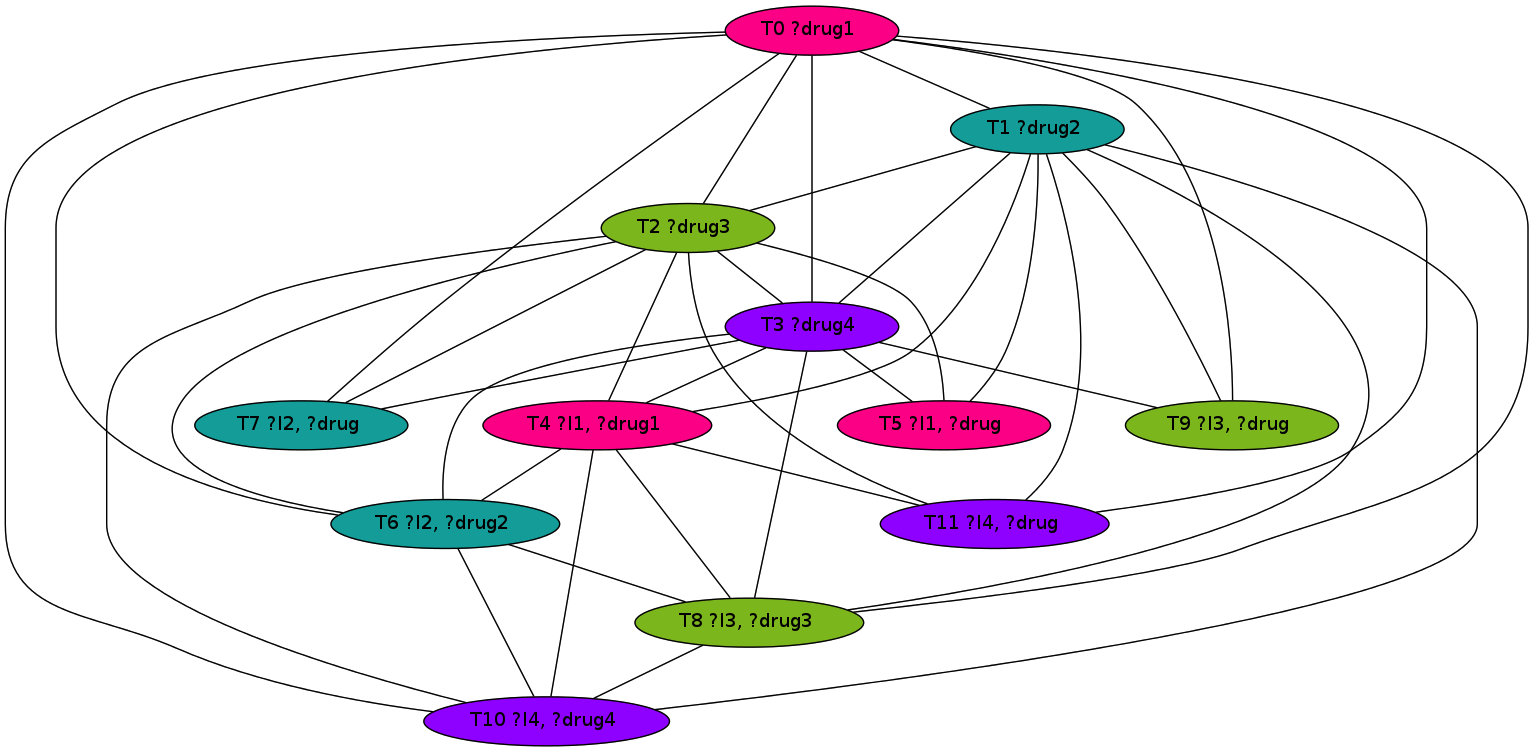 T0 ?drug1
T1 ?drug2
T2 ?drug3
T3 ?drug4
T7 ?l2, ?drug
T4 ?l1, ?drug1
T5 ?l1, ?drug
T9 ?l3, ?drug
T6 ?l2, ?drug2
T11 ?l4, ?drug
T8 ?l3, ?drug3
T10 ?l4, ?drug4